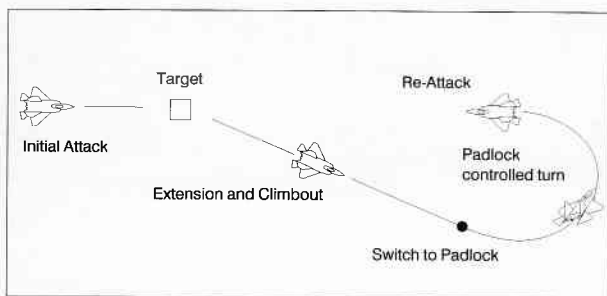 Target
Re-Attack
Initial Attack
Padlock
controlled turn
Extension and Climbout
Switch to Padlock